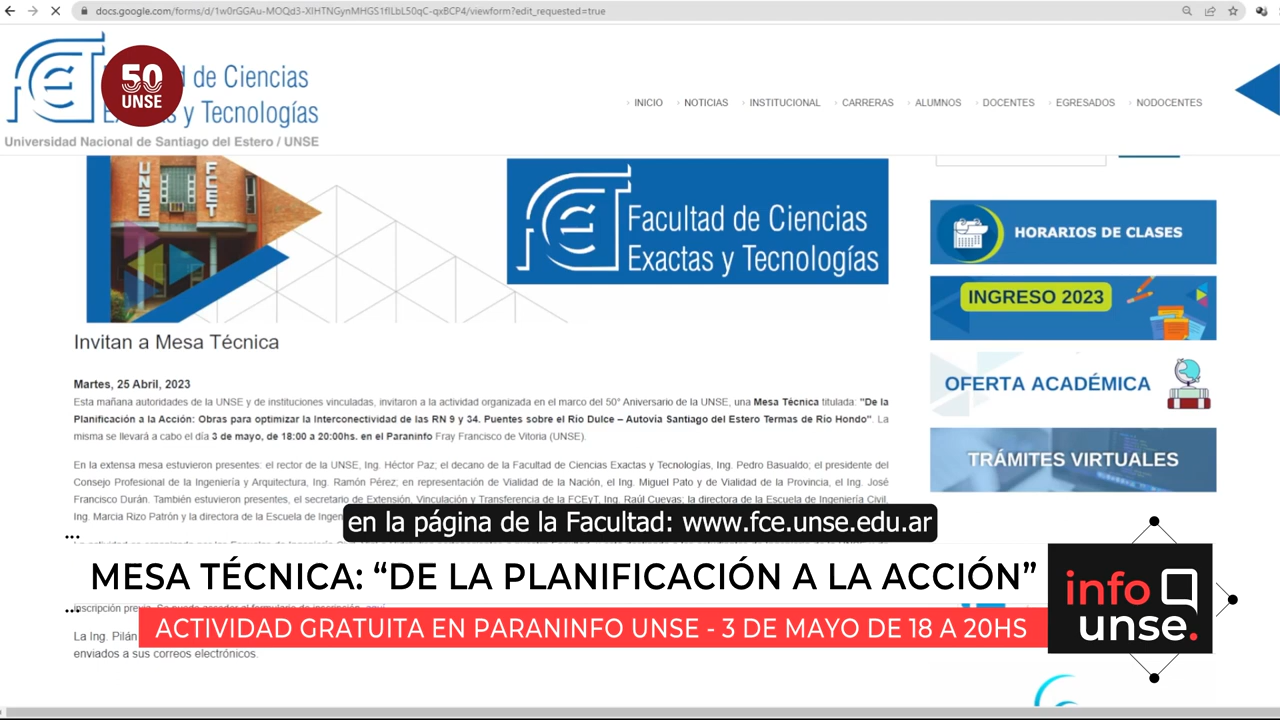 docs.google.com/forms/d/1w0rGGAu-MOQd3-XIHTNGynMHGS1flLbL50qC-qxBCP4/viewform?edit_requested=true
50
UNSE
de Ciencias
y Tecnologías
Universidad Nacional de Santiago del Estero / UNSE
INICIO NOTICIAS INSTITUCIONAL CARRERAS ALUMNOS DOCENTES EGRESADOS NODOCENTES
UNSE
FCET
Facultad de Ciencias
Exactas y Tecnologías
HORARIOS DE CLASES
INGRESO 2023
OFERTA ACADÉMICA
TRÁMITES VIRTUALES
Invitan a Mesa Técnica
Martes, 25 Abril, 2023
Esta mañana autoridades de la UNSE y de instituciones vinculadas, invitaron a la actividad organizada en el marco del 50° Aniversario de la UNSE, una Mesa Técnica titulada: "De la
Planificación a la Acción: Obras para optimizar la Interconectividad de las RN 9 y 34. Puentes sobre el Río Dulce – Autovía Santiago del Estero Termas de Río Hondo". La
misma se llevará a cabo el día 3 de mayo, de 18:00 a 20:00hs. en el Paraninfo Fray Francisco de Vitoria (UNSE).
En la extensa mesa estuvieron presentes: el rector de la UNSE, Ing. Héctor Paz; el decano de la Facultad de Ciencias Exactas y Tecnologías, Ing. Pedro Basualdo; el presidente del
Consejo Profesional de la Ingeniería y Arquitectura, Ing. Ramón Pérez; en representación de Vialidad de la Nación, el Ing. Miguel Pato y de Vialidad de la Provincia, el Ing. José
Francisco Durán. También estuvieron presentes, el secretario de Extensión, Vinculación y Transferencia de la FCEyT, Ing. Raúl Cuevas; la directora de la Escuela de Ingeniería Civil,
Ing. Marcia Rizo Patrón y la directora de la Escuela de
en la página de la Facultad: www.fce.unse.edu.ar
MESA TÉCNICA: “DE LA PLANIFICACIÓN A LA ACCIÓN”
ACTIVIDAD GRATUITA EN PARANINFO UNSE - 3 DE MAYO DE 18 A 20HS
info
unse.
La Ing. Pilán
enviados a sus correos electrónicos.